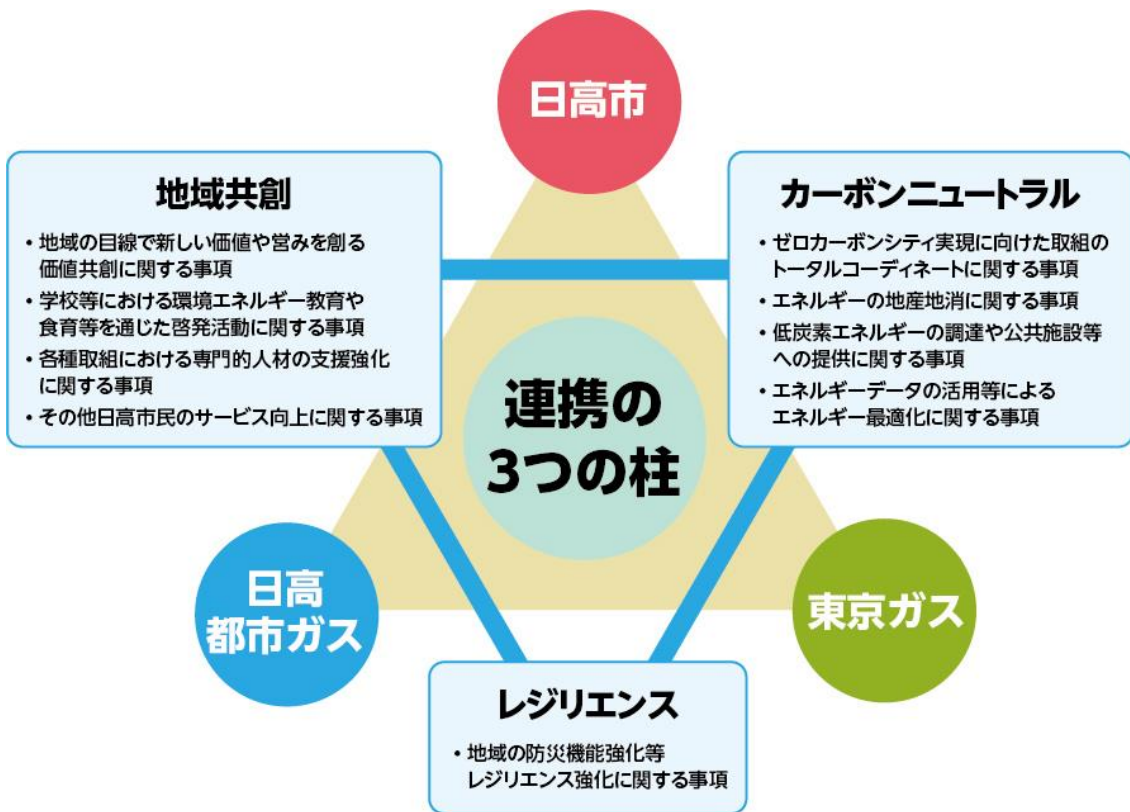 日高市
地域共創
・地域の目線で新しい価値や営みを創る
価値共創に関する事項
・学校等における環境エネルギー教育や
食育等を通じた啓発活動に関する事項
・各種取組における専門的人材の支援強化
に関する事項
・その他日高市民のサービス向上に関する事項
カーボンニュートラル
・ゼロカーボンシティ実現に向けた取組の
トータルコーディネートに関する事項
・エネルギーの地産地消に関する事項
・低炭素エネルギーの調達や公共施設等
への提供に関する事項
・エネルギーデータの活用等による
エネルギー最適化に関する事項
連携の
3つの柱
日高
都市ガス
東京ガス
レジリエンス
・地域の防災機能強化等
レジリエンス強化に関する事項